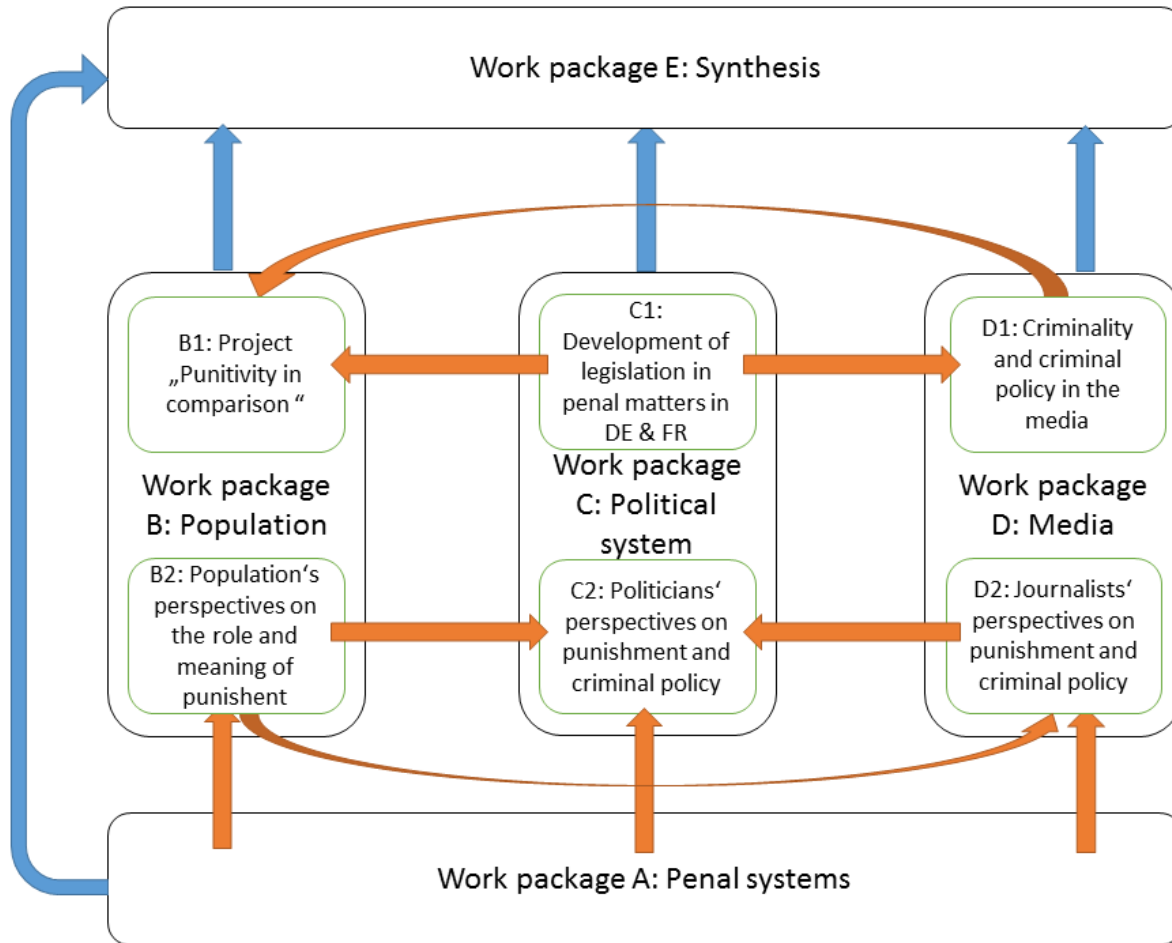 Work package E: Synthesis
B1: Project
„Punitivity in
comparison “
C1:
Development of
legislation in
penal matters in
DE & FR
D1: Criminality
and criminal
policy in the
media
Work package
B: Population
Work package
C: Political
system
Work package
D: Media
B2: Population‘s
perspectives on
the role and
meaning of
punishent
C2: Politicians‘
perspectives on
punishment and
criminal policy
D2: Journalists‘
perspectives on
punishment and
criminal policy
Work package A: Penal systems